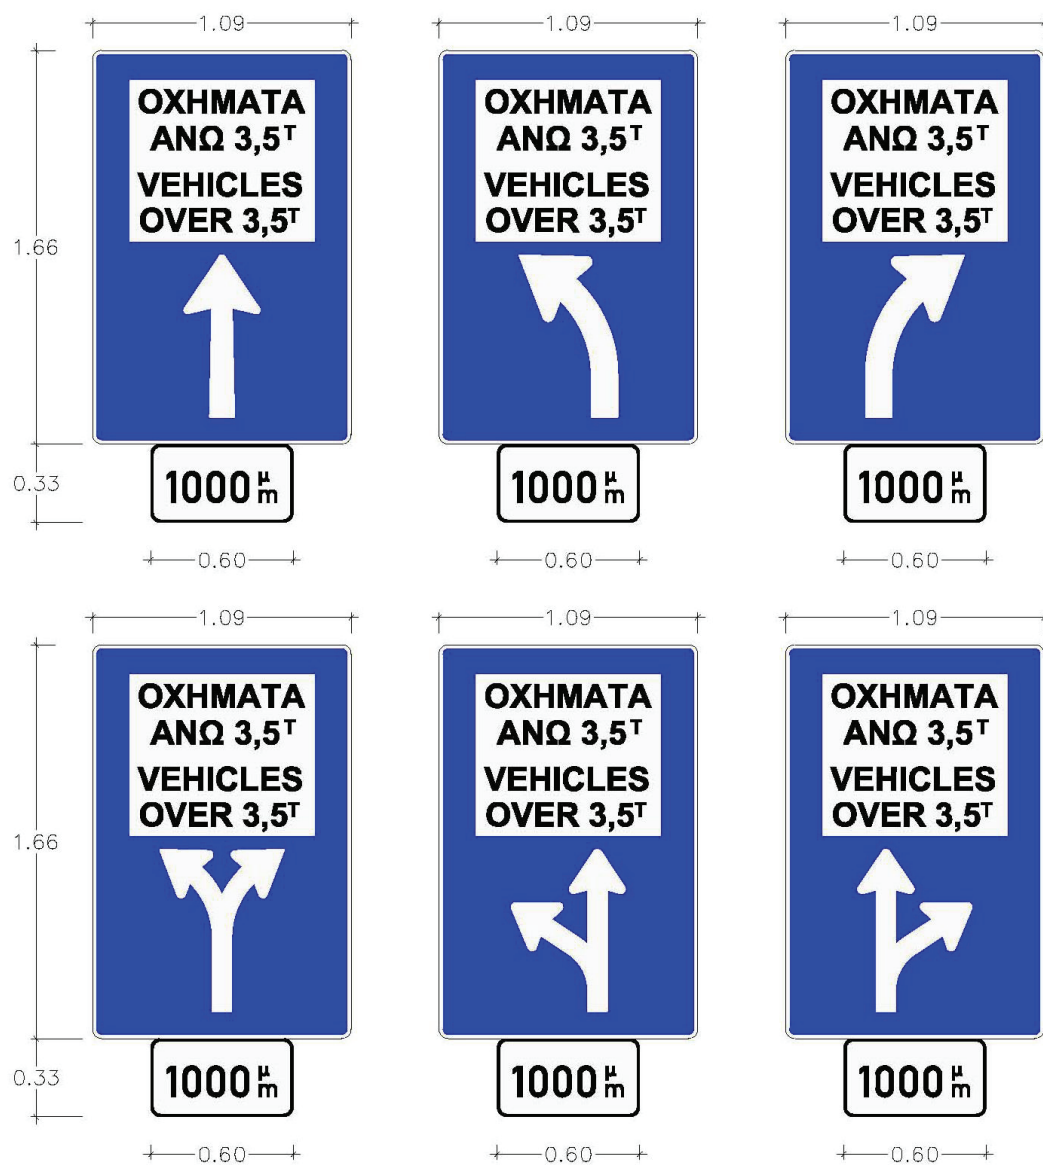 1.09 1.09 1.09
ΟΧΗΜΑΤΑ
ΑΝΩ 3,5Τ
VEHICLES
OVER 3,5T
ΟΧΗΜΑΤΑ
ΑΝΩ 3,5Τ
VEHICLES
OVER 3,5T
ΟΧΗΜΑΤΑ
ΑΝΩ 3,5Τ
VEHICLES
OVER 3,5T
1.66
0.33
1000 μ m
1000 μ m
1000 μ m
0.60 0.60 0.60
1.09 1.09 1.09
ΟΧΗΜΑΤΑ
ΑΝΩ 3,5Τ
VEHICLES
OVER 3,5T
ΟΧΗΜΑΤΑ
ΑΝΩ 3,5Τ
VEHICLES
OVER 3,5T
ΟΧΗΜΑΤΑ
ΑΝΩ 3,5Τ
VEHICLES
OVER 3,5T
1.66
0.33
1000 μ m
1000 μ m
1000 μ m
0.60 0.60 0.60